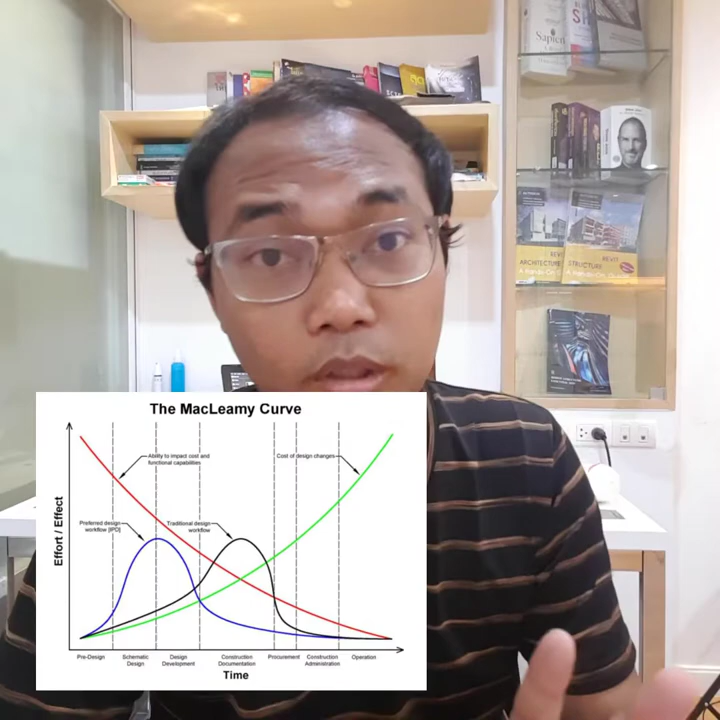 Sapien
REVIT
ARCHITECTURE
REVIT
STRUCTURE
The MacLeamy Curve
Effort / Effect
Ability to impact cost and
functional capabilities
Cost of design changes
Preferred design
workflow [IPD]
Traditional design
workflow
Pre-Design
Schematic
Design
Design
Development
Construction
Documentation
Procurement
Construction
Administration
Operation
Time